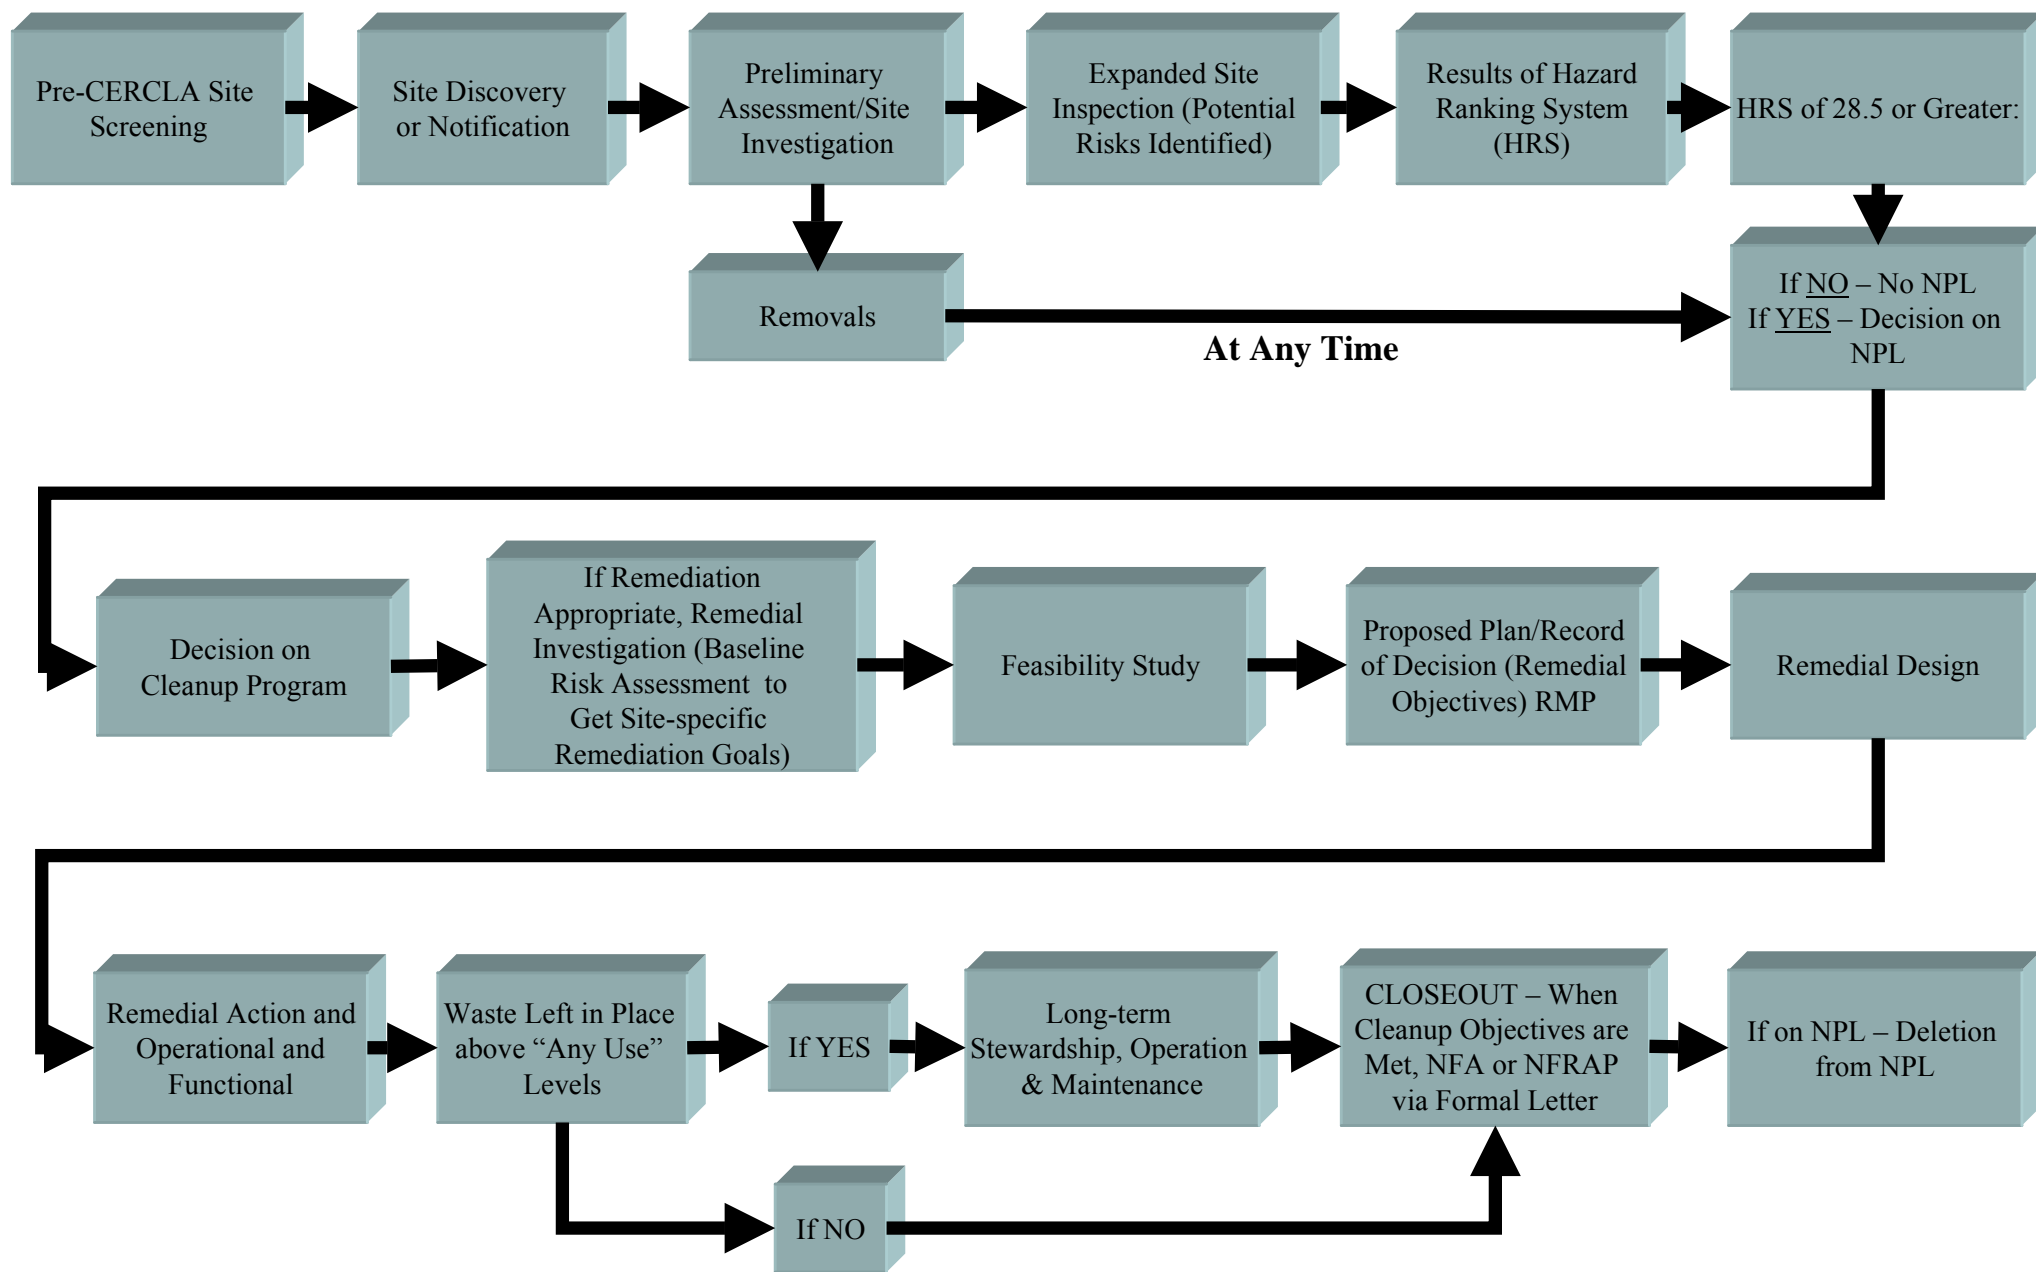 Pre-CERCLA Site
Screening
Site Discovery
or Notification
Preliminary
Assessment/Site
Investigation
Expanded Site
Inspection (Potential
Risks Identified)
Results of Hazard
Ranking System
(HRS)
HRS of 28.5 or Greater:
Removals
At Any Time
If NO – No NPL
If YES – Decision on
NPL
Decision on
Cleanup Program
If Remediation
Appropriate, Remedial
Investigation (Baseline
Risk Assessment to
Get Site-specific
Remediation Goals)
Feasibility Study
Proposed Plan/Record
of Decision (Remedial
Objectives) RMP
Remedial Design
Remedial Action and
Operational and
Functional
Waste Left in Place
above “Any Use”
Levels
If YES
Long-term
Stewardship, Operation
& Maintenance
CLOSEOUT – When
Cleanup Objectives are
Met, NFA or NFRAP
via Formal Letter
If on NPL – Deletion
from NPL
If NO